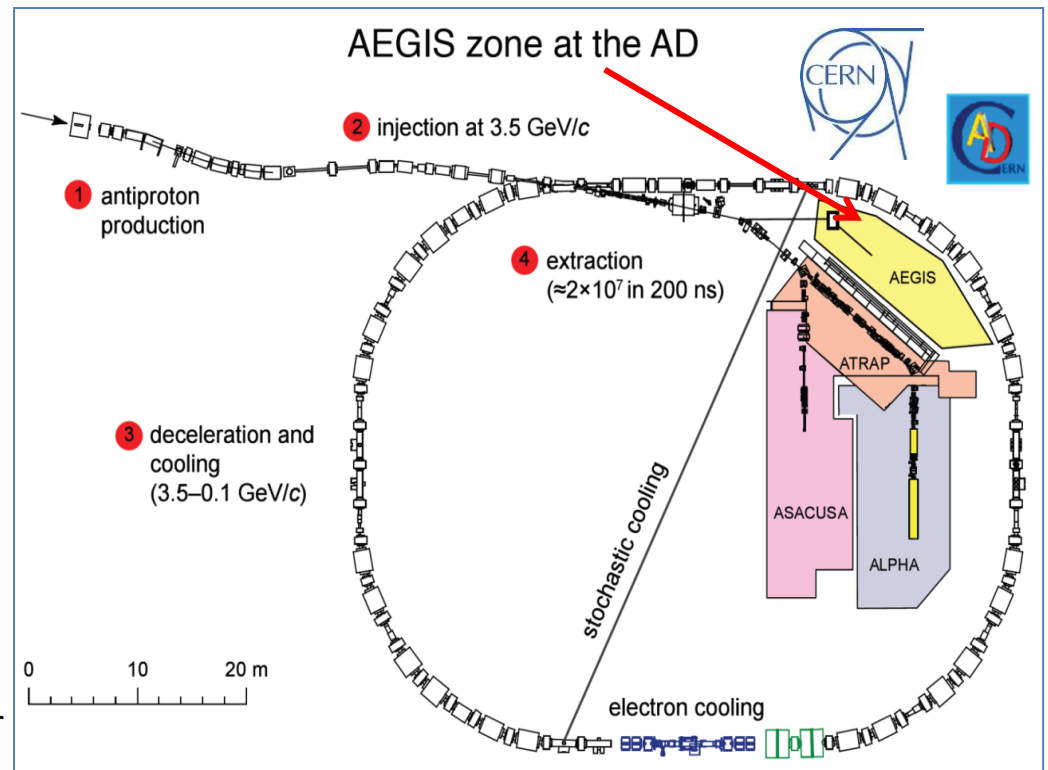 AEGIS zone at the AD
CERN
AD
CERN
2 injection at 3.5 GeV/c
1 antiproton
production
4 extraction
(≈2×10⁷ in 200 ns)
AEGIS
ATRAP
3 deceleration and
cooling
(3.5–0.1 GeV/c)
stochastic cooling
ASACUSA
ALPHA
0 10 20 m
electron cooling